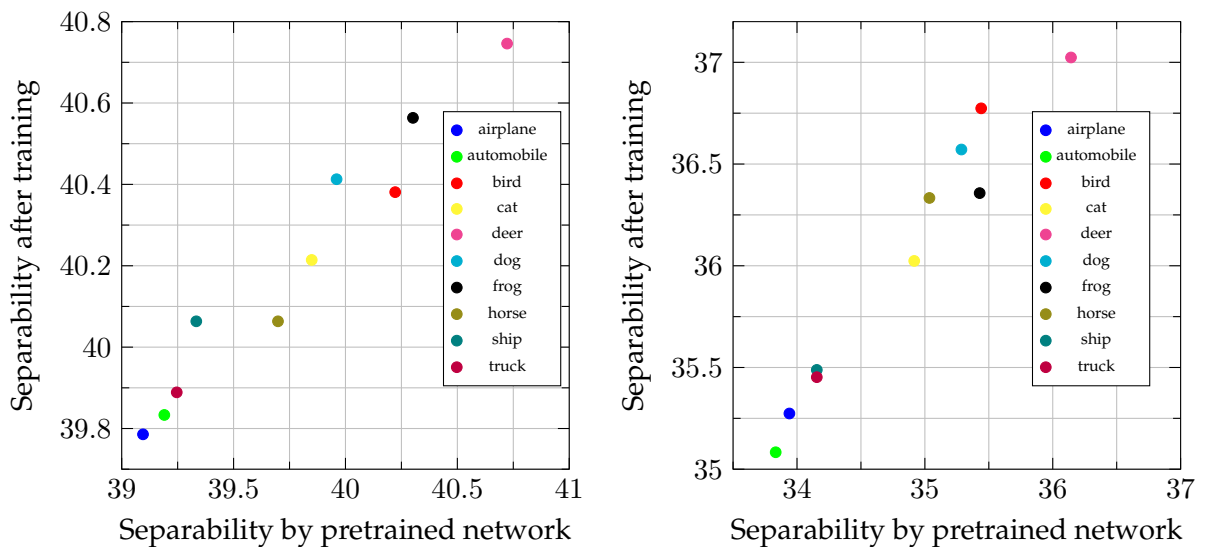 Separability after training
40.8
40.6
40.4
40.2
40
39.8
39
39.5
40
40.5
41
Separability by pretrained network
airplane
automobile
bird
cat
deer
dog
frog
horse
ship
truck
Separability after training
37
36.5
36
35.5
35
34
35
36
37
Separability by pretrained network
airplane
automobile
bird
cat
deer
dog
frog
horse
ship
truck